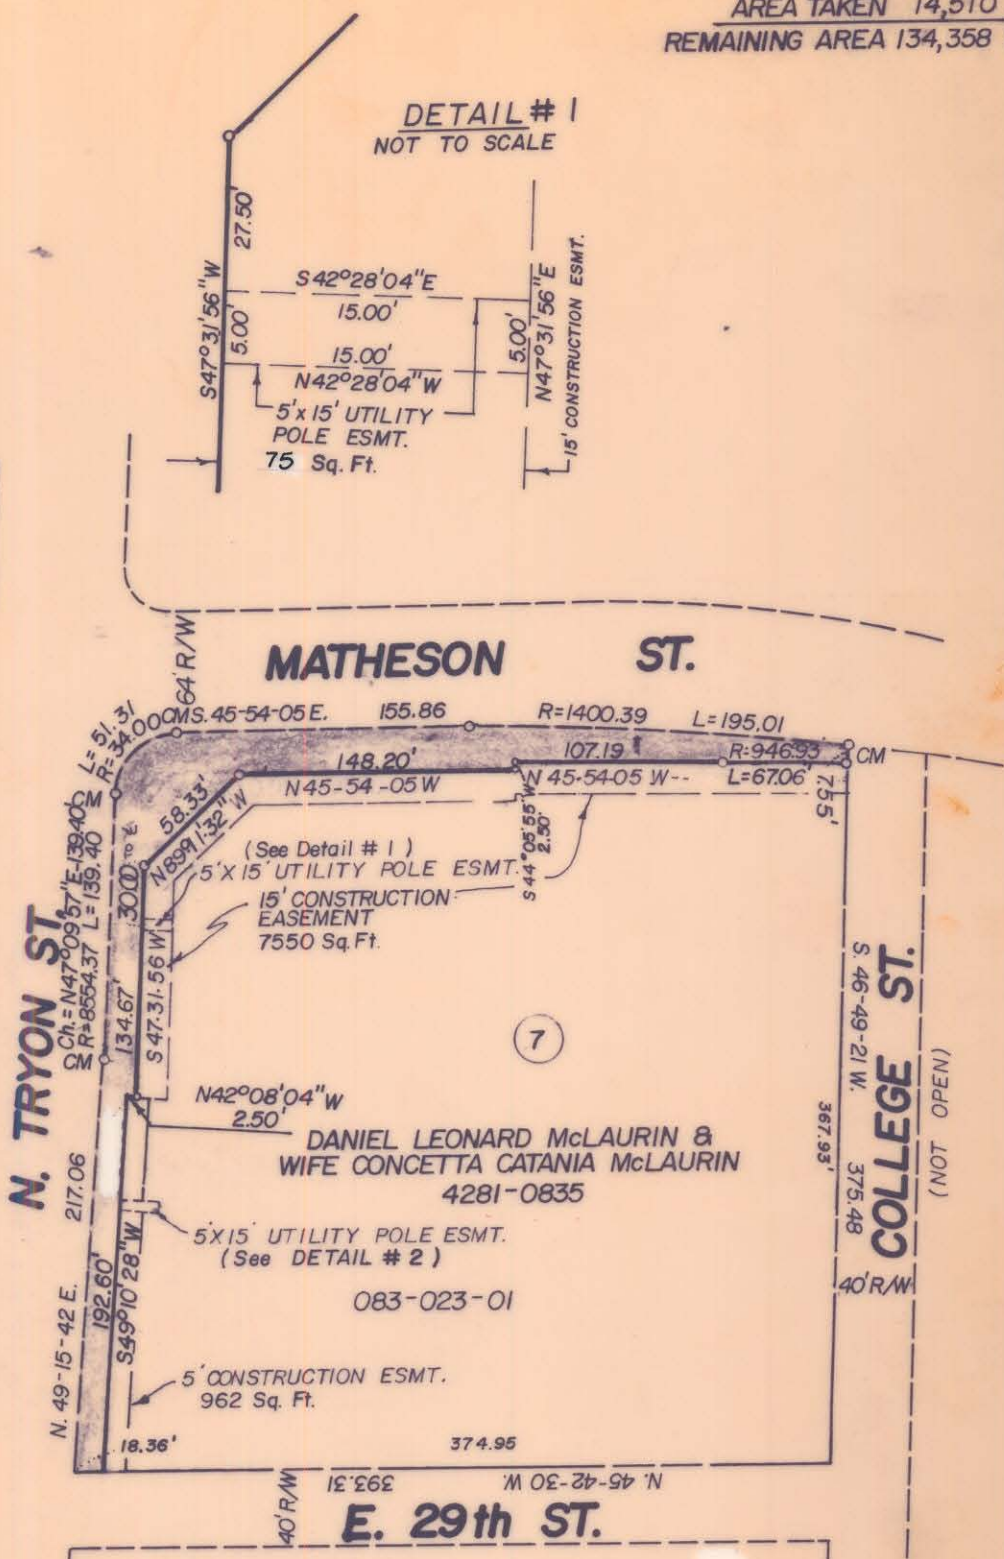 AREA TAKEN 14,510
REMAINING AREA 134,358
DETAIL # 1
NOT TO SCALE
27.50'
S47°31'56"W
5.00'
S42°28'04"E
15.00'
15.00'
N42°28'04"W
5.00'
N47°31'56"E
15' CONSTRUCTION ESMT.
5'x 15' UTILITY
POLE ESMT.
75 Sq. Ft.
64' R/W
MATHESON ST.
L=51.31
R=34.00
CM
S. 45-54-05 E.
155.86
R=1400.39
L=195.01
148.20'
N 45-54-05 W
107.19'
N 45-54-05 W--
R=946.93'
L=67.06'
CM
7.55'
58.33'
N89°11'32"W
S44°05'55"W
2.50'
CM
(See Detail # 1)
5'X 15' UTILITY POLE ESMT.
15' CONSTRUCTION
EASEMENT
7550 Sq. Ft.
N. TRYON ST.
Ch.=N47°09'57"E-139.40'
R=8554.37 L=139.40
30.00 TO
134.67'
S 47-31-56 W
CM
7
N42°08'04"W
2.50'
DANIEL LEONARD McLAURIN &
WIFE CONCETTA CATANIA McLAURIN
4281-0835
5'X15' UTILITY POLE ESMT.
(See DETAIL # 2)
083-023-01
N. 49-15-42 E. 217.06
192.60'
S49°10'28"W
5' CONSTRUCTION ESMT.
962 Sq. Ft.
S. 46-49-21 W. 375.48
367.93'
COLLEGE ST.
(NOT OPEN)
40' R/W
18.36'
374.95
393.31
N. 45-42-30 W.
40' R/W
E. 29th ST.